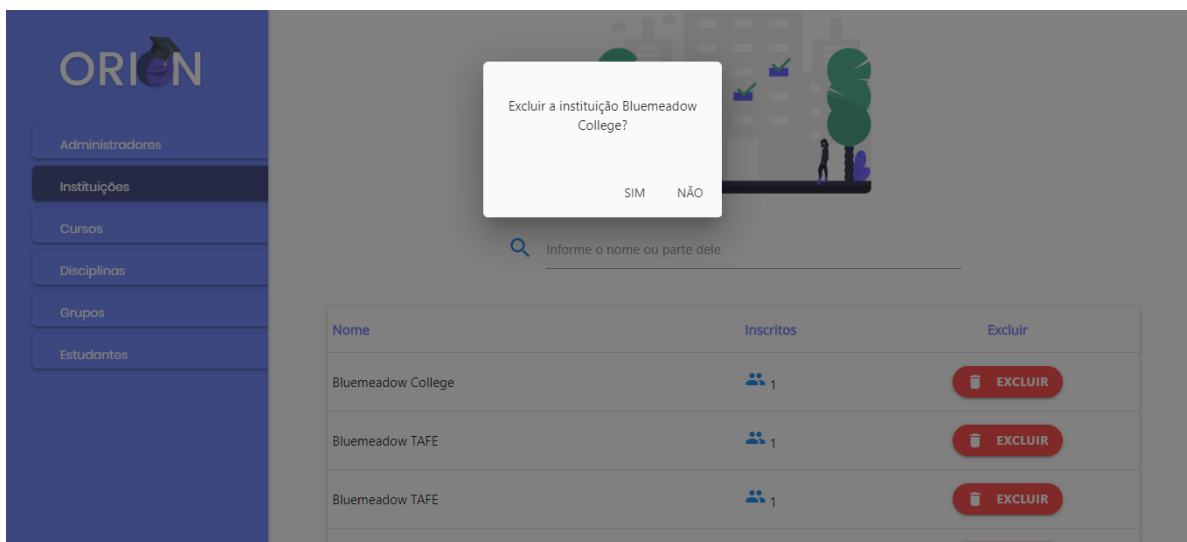 ORION
Administradores
Instituições
Cursos
Disciplinas
Grupos
Estudantes
Excluir a instituição Bluemeadow
College?
SIM NÃO
Informe o nome ou parte dele
Nome Inscritos Excluir
Bluemeadow College 1 EXCLUIR
Bluemeadow TAFE 1 EXCLUIR
Bluemeadow TAFE 1 EXCLUIR